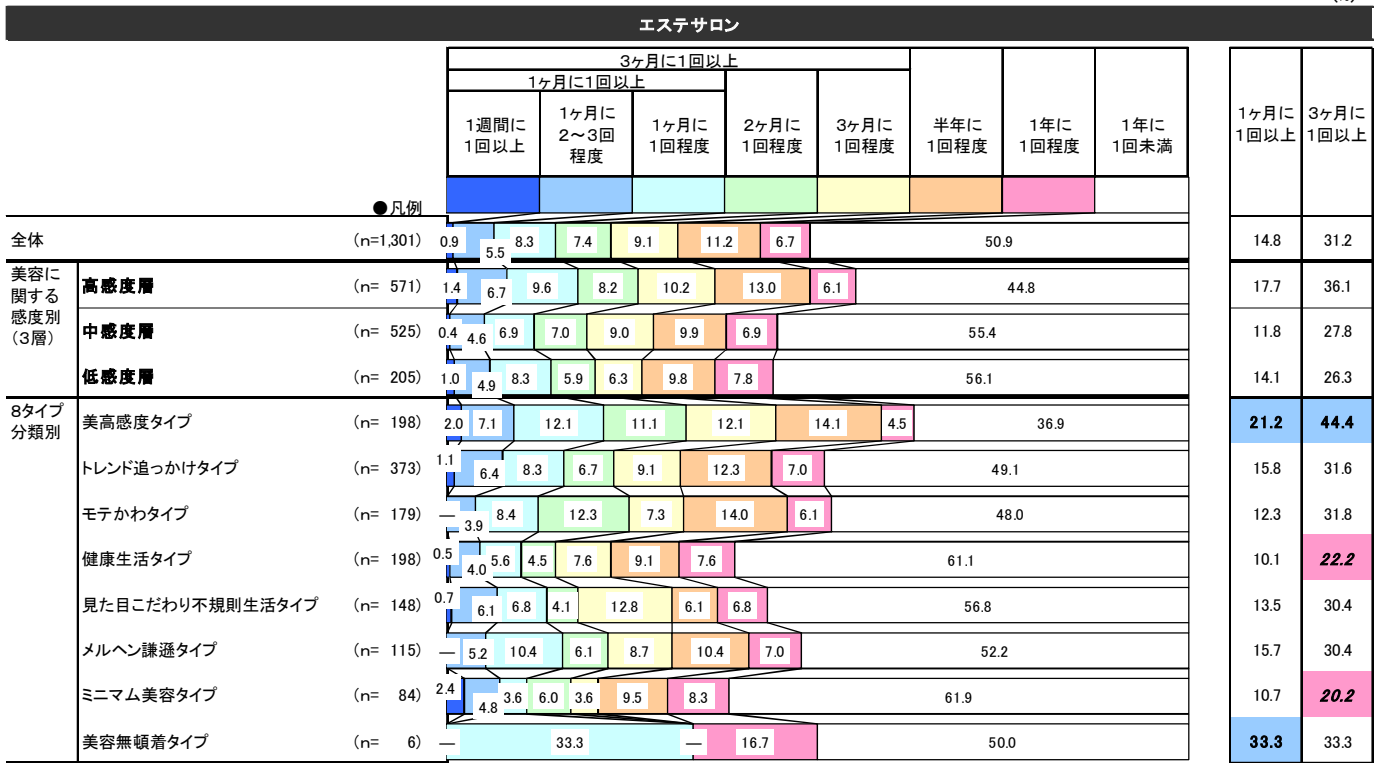 エステサロン
3ヶ月に1回以上
1ヶ月に1回以上
1週間に
1回以上
1ヶ月に
2〜3回
程度
1ヶ月に
1回程度
2ヶ月に
1回程度
3ヶ月に
1回程度
半年に
1回程度
1年に
1回程度
1年に
1回未満
1ヶ月に
1回以上
3ヶ月に
1回以上
●凡例
全体 (n=1,301) 0.9 5.5 8.3 7.4 9.1 11.2 6.7 50.9 14.8 31.2
美容に
関する
感度別
(3層)
高感度層 (n= 571) 1.4 6.7 9.6 8.2 10.2 13.0 6.1 44.8 17.7 36.1
中感度層 (n= 525) 0.4 4.6 6.9 7.0 9.0 9.9 6.9 55.4 11.8 27.8
低感度層 (n= 205) 1.0 4.9 8.3 5.9 6.3 9.8 7.8 56.1 14.1 26.3
8タイプ
分類別
美高感度タイプ (n= 198) 2.0 7.1 12.1 11.1 12.1 14.1 4.5 36.9 21.2 44.4
トレンド追っかけタイプ (n= 373) 1.1 6.4 8.3 6.7 9.1 12.3 7.0 49.1 15.8 31.6
モテかわタイプ (n= 179) — 3.9 8.4 12.3 7.3 14.0 6.1 48.0 12.3 31.8
健康生活タイプ (n= 198) 0.5 4.0 5.6 4.5 7.6 9.1 7.6 61.1 10.1 22.2
見た目こだわり不規則生活タイプ (n= 148) 0.7 6.1 6.8 4.1 12.8 6.1 6.8 56.8 13.5 30.4
メルヘン謙遜タイプ (n= 115) — 5.2 10.4 6.1 8.7 10.4 7.0 52.2 15.7 30.4
ミニマム美容タイプ (n= 84) 2.4 4.8 3.6 6.0 3.6 9.5 8.3 61.9 10.7 20.2
美容無頓着タイプ (n= 6) — 33.3 — 16.7 50.0 33.3 33.3